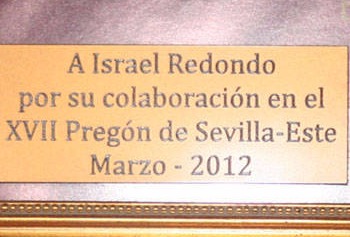 A Israel Redondo
por su colaboración en el
XVII Pregón de Sevilla-Este
Marzo - 2012